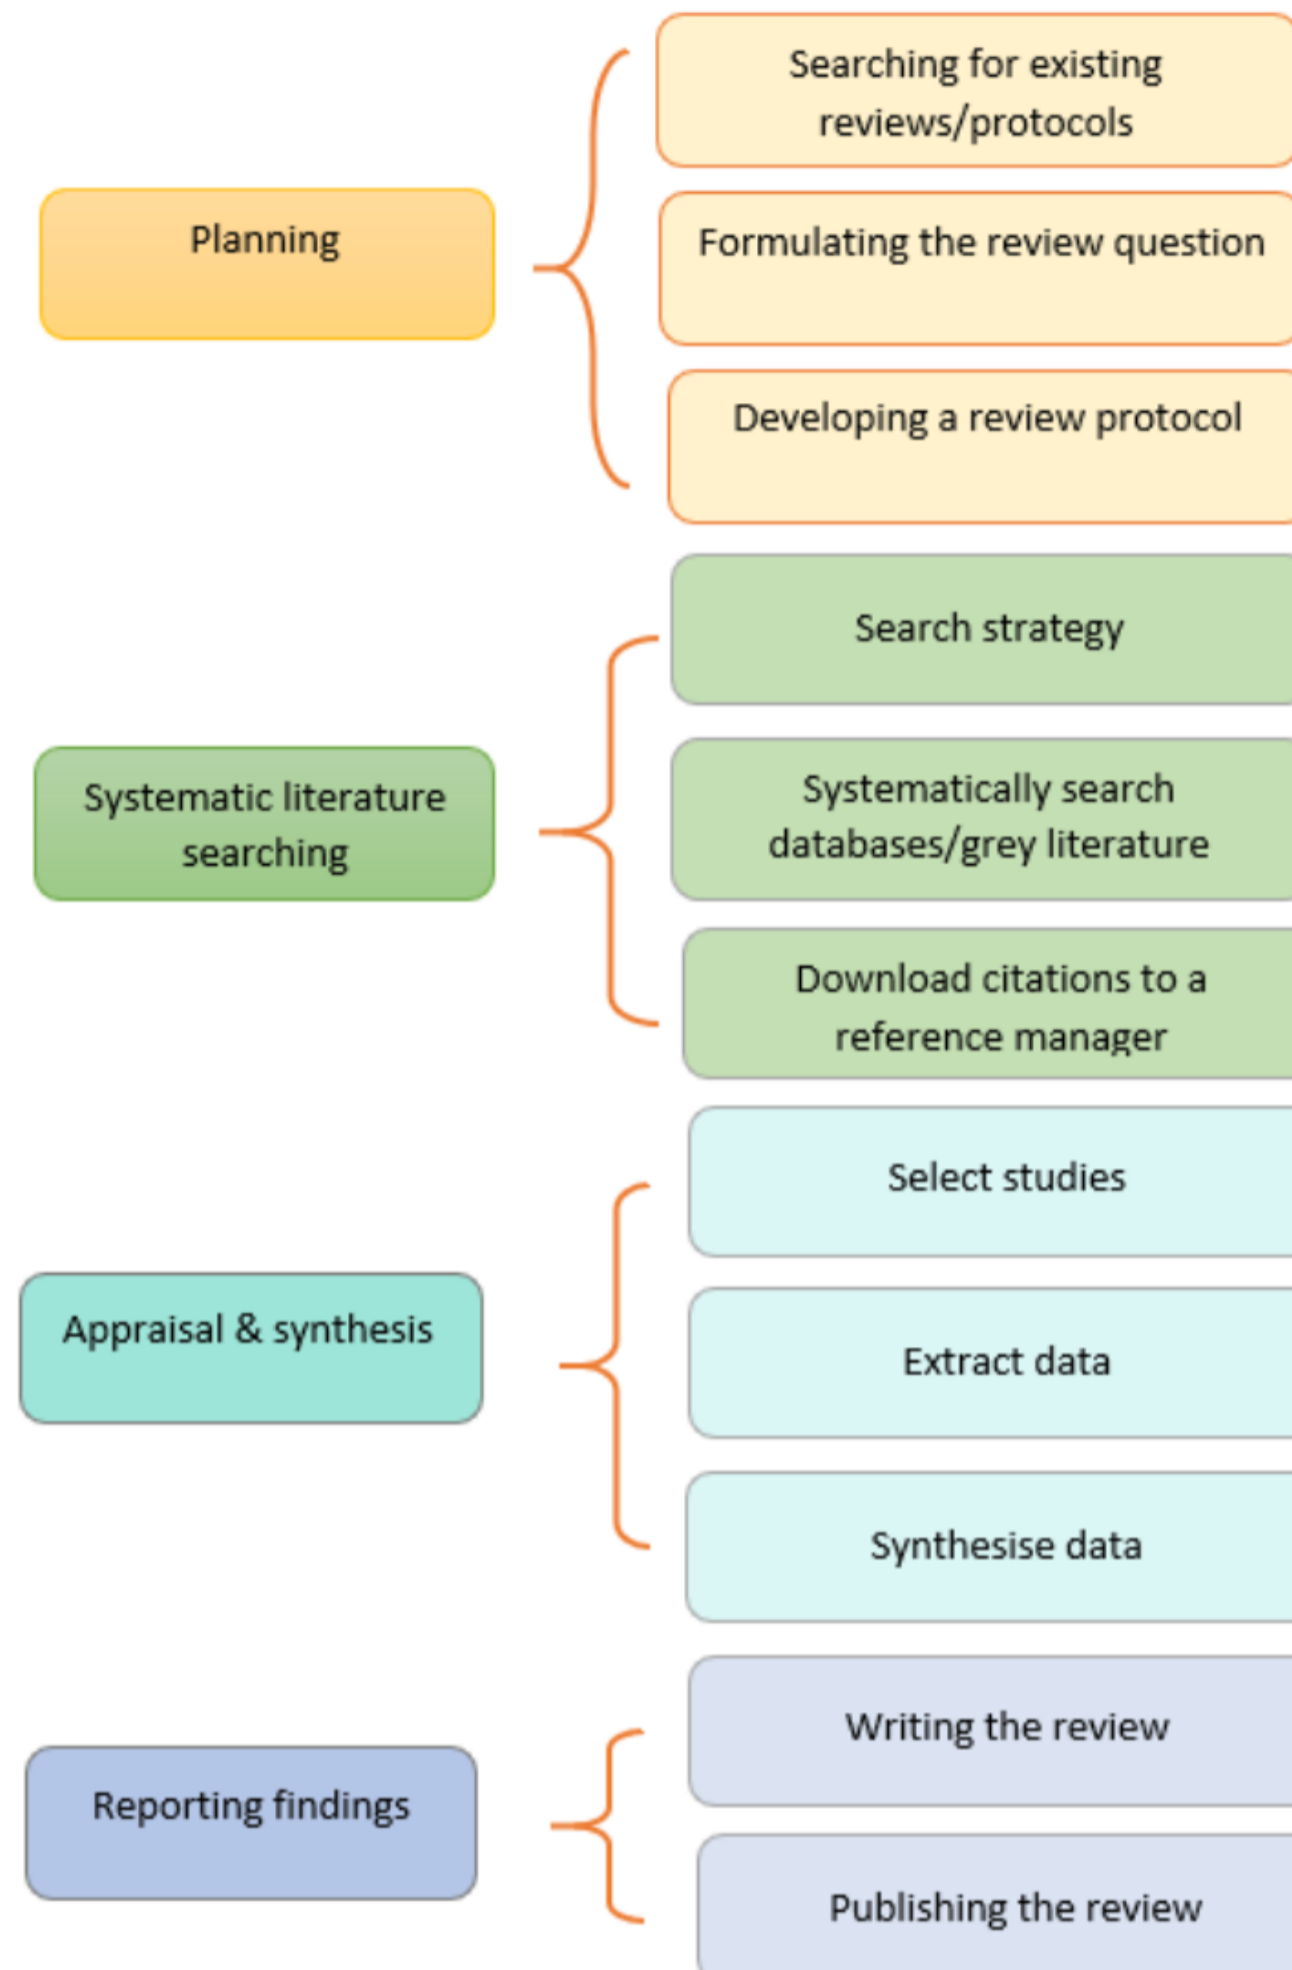 Planning
Searching for existing
reviews/protocols
Formulating the review question
Developing a review protocol
Systematic literature
searching
Search strategy
Systematically search
databases/grey literature
Download citations to a
reference manager
Appraisal & synthesis
Select studies
Extract data
Synthesise data
Reporting findings
Writing the review
Publishing the review